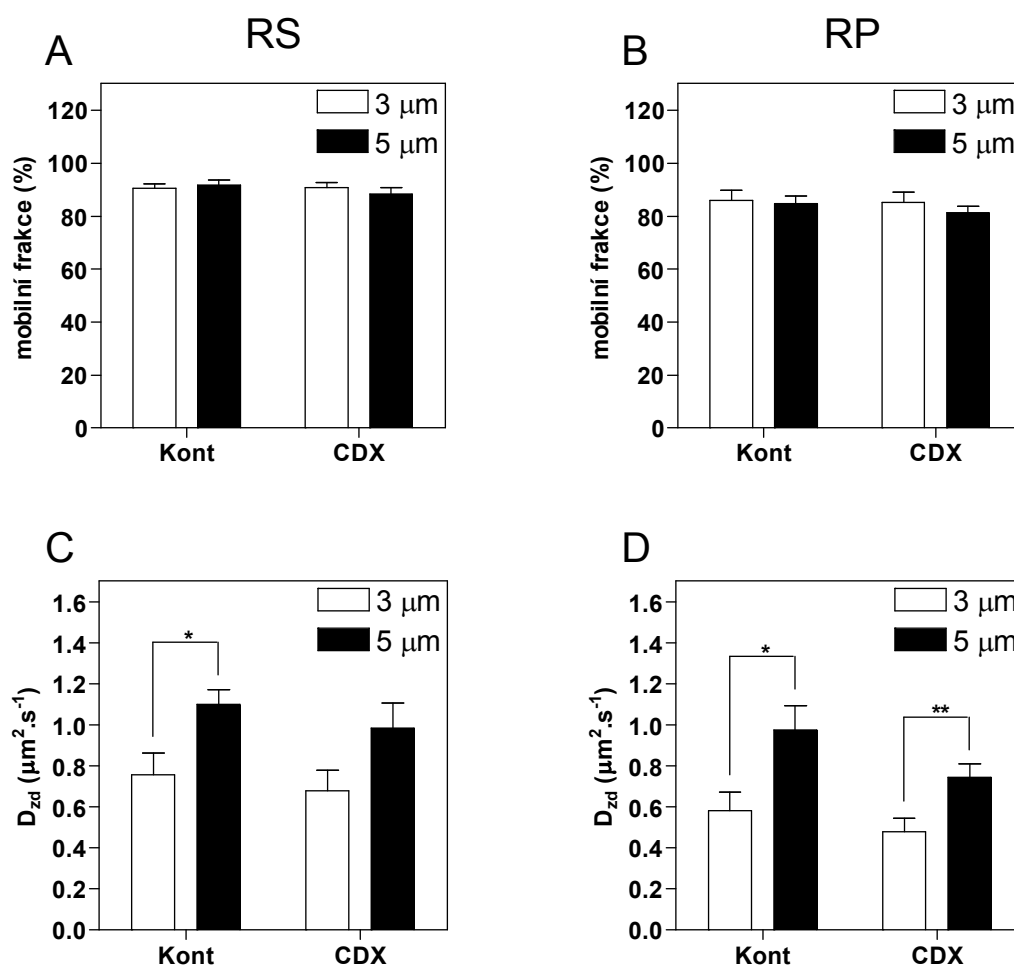 RS
A
3 μm
5 μm
mobilní frakce (%)
120
100
80
60
40
20
0
Kont CDX
RP
B
3 μm
5 μm
mobilní frakce (%)
120
100
80
60
40
20
0
Kont CDX
C
3 μm
5 μm
D_zd (μm².s⁻¹)
1.6
1.4
1.2
1.0
0.8
0.6
0.4
0.2
0.0
*
Kont CDX
D
3 μm
5 μm
D_zd (μm².s⁻¹)
1.6
1.4
1.2
1.0
0.8
0.6
0.4
0.2
0.0
*
**
Kont CDX